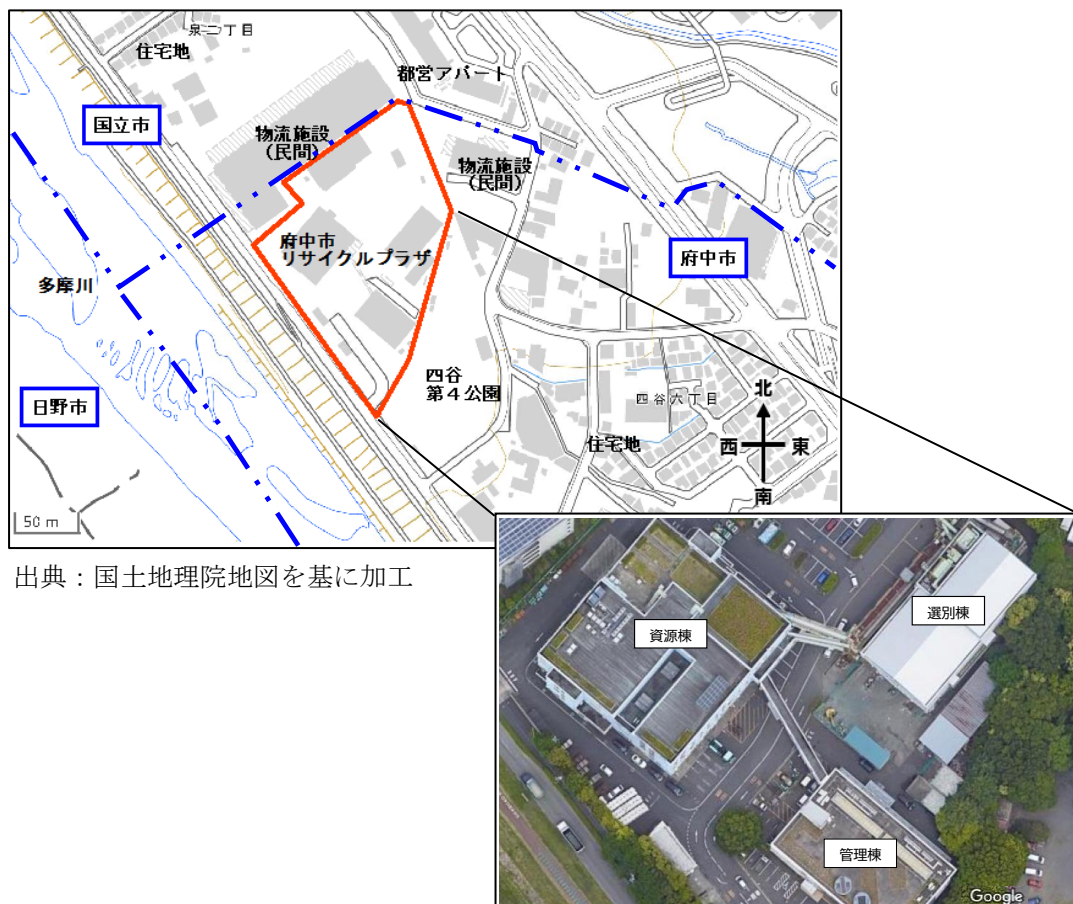 泉二丁目
住宅地
都営アパート
国立市
物流施設
（民間）
物流施設
（民間）
府中市
リサイクルプラザ
府中市
多摩川
四谷
第４公園
日野市
四谷六丁目
住宅地
北
西
東
南
50 m
出典：国土地理院地図を基に加工
資源棟
選別棟
管理棟
Google